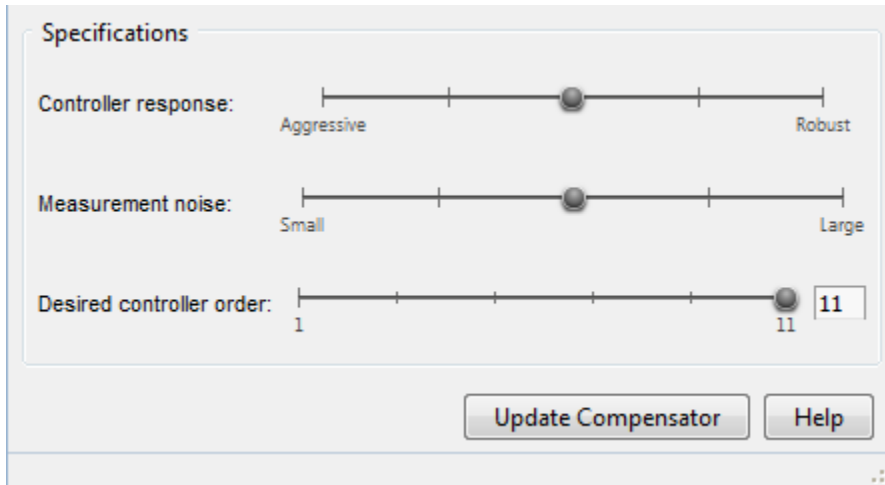 Specifications
Controller response:
Aggressive Robust
Measurement noise:
Small Large
Desired controller order: 11
1 11
Update Compensator Help